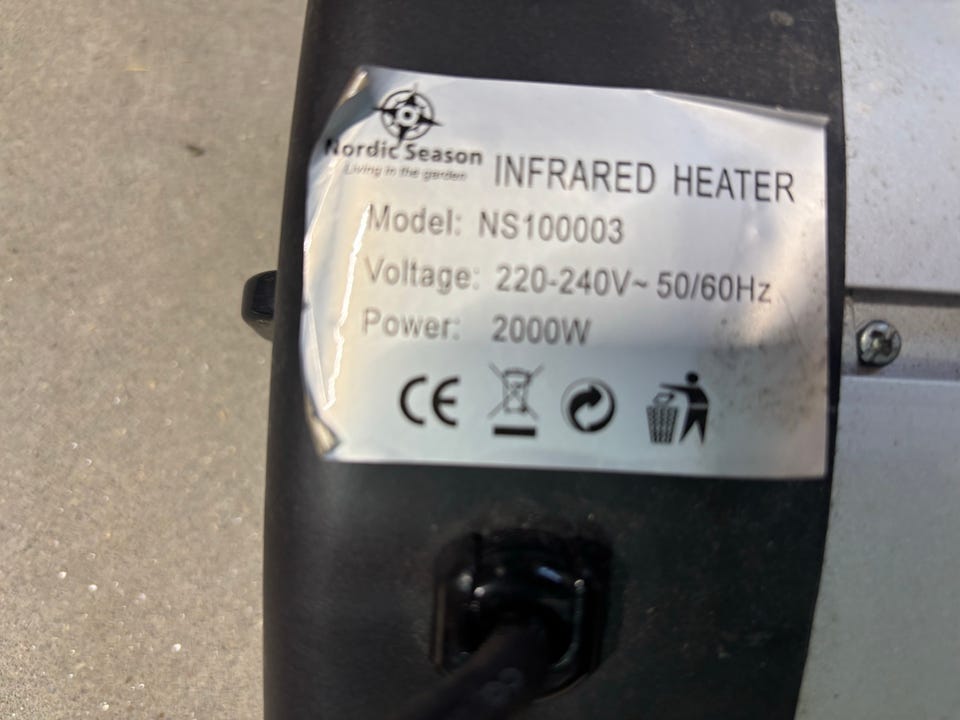 Nordic Season
Living in the garden
INFRARED HEATER
Model: NS100003
Voltage: 220-240V~ 50/60Hz
Power: 2000W
CE